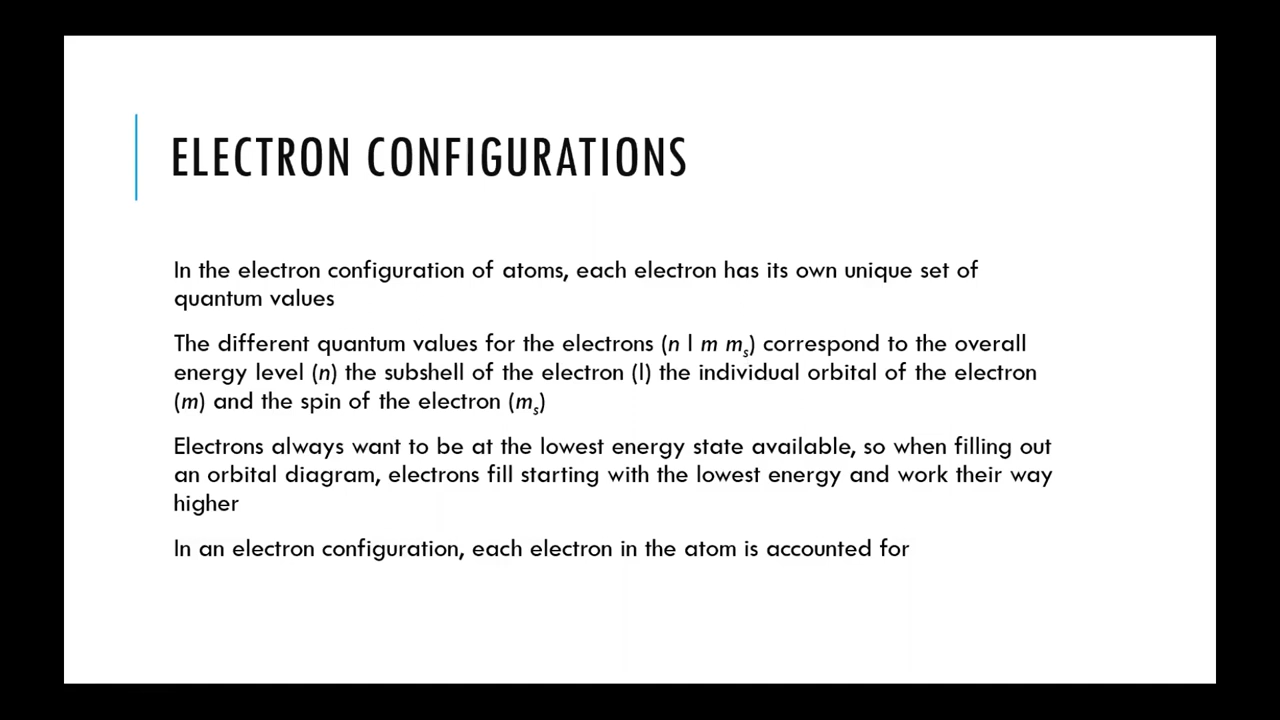 ELECTRON CONFIGURATIONS
In the electron configuration of atoms, each electron has its own unique set of
quantum values
The different quantum values for the electrons (n l m ms) correspond to the overall
energy level (n) the subshell of the electron (l) the individual orbital of the electron
(m) and the spin of the electron (ms)
Electrons always want to be at the lowest energy state available, so when filling out
an orbital diagram, electrons fill starting with the lowest energy and work their way
higher
In an electron configuration, each electron in the atom is accounted for